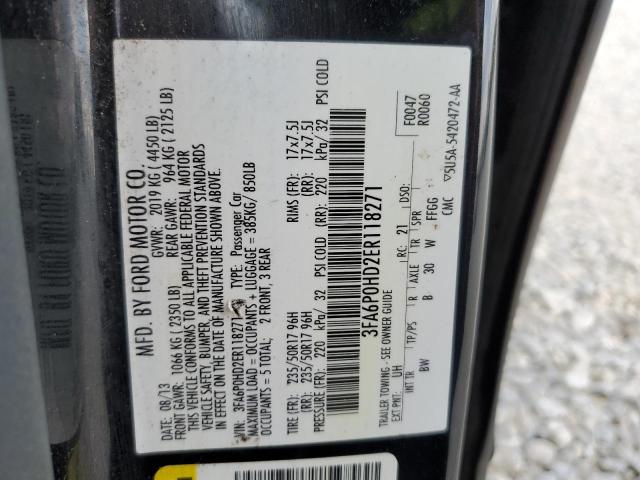 MFD. BY FORD MOTOR CO.
DATE: 08/13 GVWR: 2019 KG / 4450 LB)
FRONT GAWR: 1066 KG ( 2350 LB) REAR GAWR: 964 KG ( 2125 LB)
THIS VEHICLE CONFORMS TO ALL APPLICABLE FEDERAL MOTOR
VEHICLE SAFETY, BUMPER, AND THEFT PREVENTION STANDARDS
IN EFFECT ON THE DATE OF MANUFACTURE SHOWN ABOVE.
VIN: 3FA6P0HD2ER118271 TYPE: Passenger Car
MAXIMUM LOAD = OCCUPANTS + LUGGAGE = 385KG/ 850LB
OCCUPANTS = 5 TOTAL; 2 FRONT, 3 REAR
TIRE (FR): 235/50R17 96H RIMS (FR): 17x7.5J
(RR): 235/50R17 96H (RR): 17x7.5J
PRESSURE (FR): 220 kPa/ 32 PSI COLD (RR): 220 kPa/ 32 PSI COLD
3FA6P0HD2ER118271
F0047
R0060
TRAILER TOWING - SEE OWNER GUIDE
EXT PNT: UH RC: 21 DSO:
INT TR TP/PS R AXLE TR SPR
BW B 30 W FFGG
CMC ▽5U5A-5420472-AA